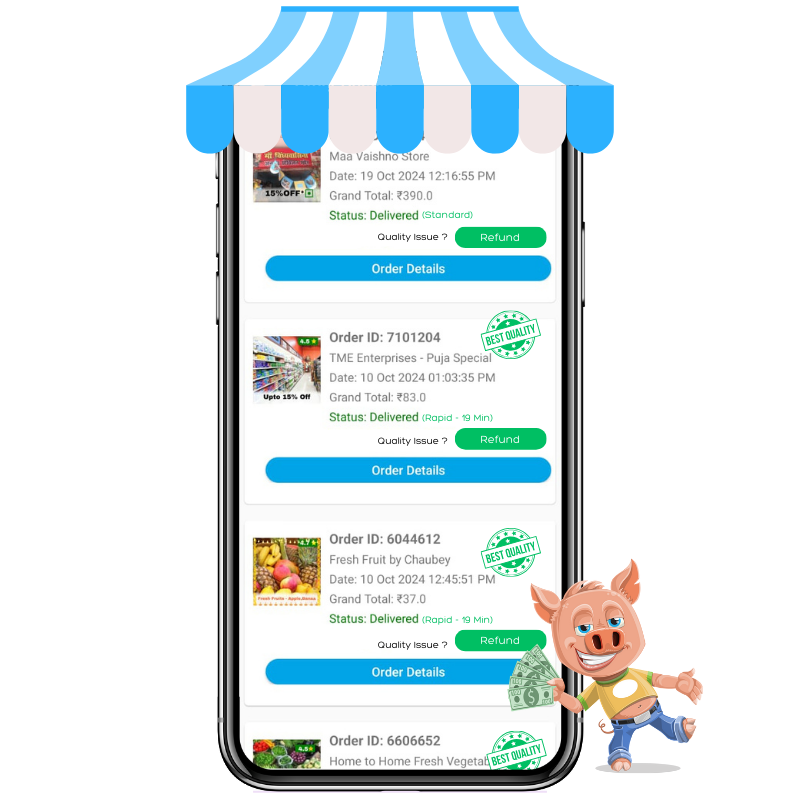 15%OFF*
Maa Vaishno Store
Date: 19 Oct 2024 12:16:55 PM
Grand Total: ₹390.0
Status: Delivered (Standard)
Quality Issue ? Refund
Order Details
4.8 ★
Upto 15% Off
Order ID: 7101204
BEST QUALITY
TME Enterprises - Puja Special
Date: 10 Oct 2024 01:03:35 PM
Grand Total: ₹83.0
Status: Delivered (Rapid - 19 Min)
Quality Issue ? Refund
Order Details
4.7 ★
Fresh Fruits - Apple,Banana
Order ID: 6044612
BEST QUALITY
Fresh Fruit by Chaubey
Date: 10 Oct 2024 12:45:51 PM
Grand Total: ₹37.0
Status: Delivered (Rapid - 19 Min)
Quality Issue ? Refund
Order Details
4.5 ★
Order ID: 6606652
BEST QUALITY
Home to Home Fresh Vegetab